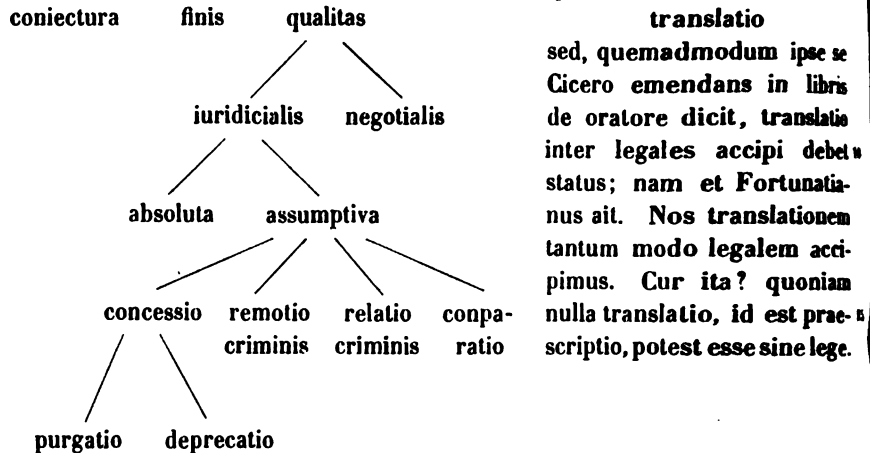 coniectura finis qualitas translatio
iuridicialis negotialis
absoluta assumptiva
concessio remotio criminis relatio criminis conpa-
ratio
purgatio deprecatio
sed, quemadmodum ipse se
Cicero emendans in libris
de oratore dicit, translatio
inter legales accipi debet
status; nam et Fortunatia-
nus ait. Nos translationem
tantum modo legalem acci-
pimus. Cur ita? quoniam
nulla translatio, id est prae-
scriptio, potest esse sine lege.